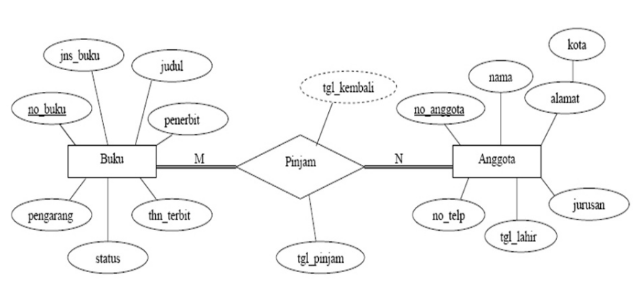 kota
jns_buku
judul
nama
tgl_kembali
alamat
no_buku
no_anggota
penerbit
Buku
M
Pinjam
N
Anggota
pengarang
thn_terbit
no_telp
jurusan
tgl_lahir
status
tgl_pinjam